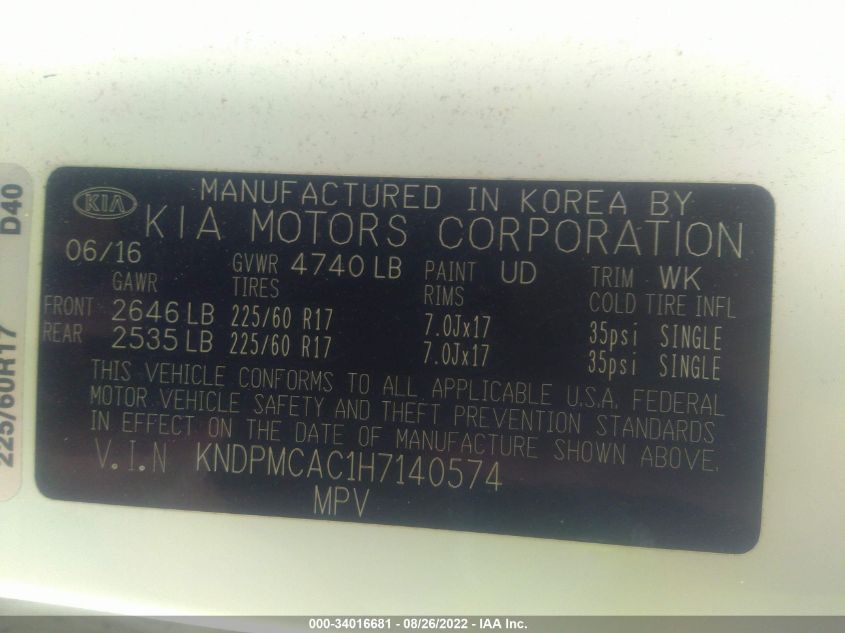 MANUFACTURED IN KOREA BY
KIA KIA MOTORS CORPORATION
06/16 GVWR 4740 LB PAINT UD TRIM WK
GAWR TIRES RIMS COLD TIRE INFL
FRONT 2646 LB 225/60 R17 7.0Jx17 35psi SINGLE
REAR 2535 LB 225/60 R17 7.0Jx17 35psi SINGLE
THIS VEHICLE CONFORMS TO ALL APPLICABLE U.S.A. FEDERAL
MOTOR VEHICLE SAFETY AND THEFT PREVENTION STANDARDS
IN EFFECT ON THE DATE OF MANUFACTURE SHOWN ABOVE.
V.I.N KNDPMCAC1H7140574
MPV
225/60R17 D40
000-34016681 - 08/26/2022 - IAA Inc.